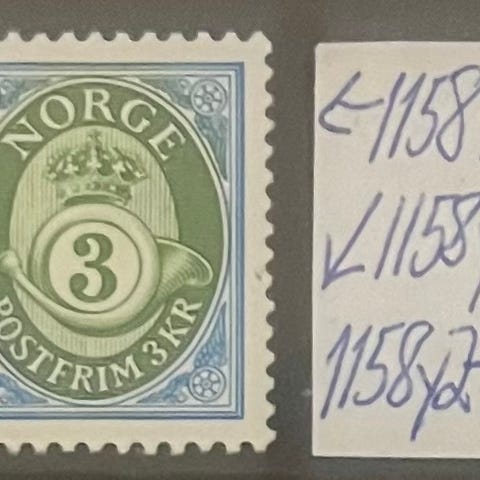 NORGE
3
POSTFRIM 3 KR
←1158
↙1158
1158y2